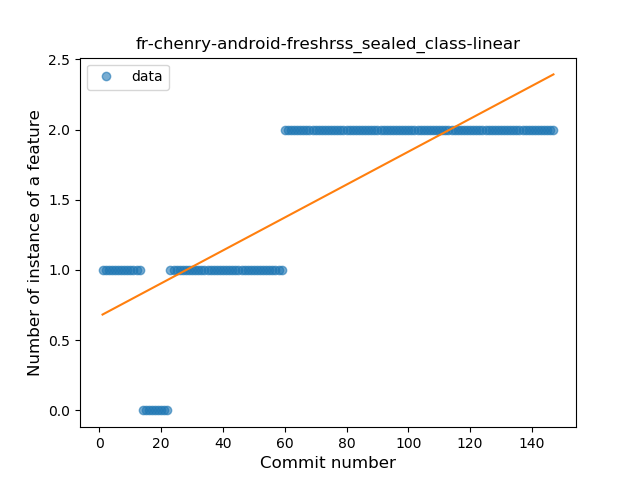 fr-chenry-android-freshrss_sealed_class-linear
data
Number of instance of a feature
2.5
2.0
1.5
1.0
0.5
0.0
0 20 40 60 80 100 120 140
Commit number